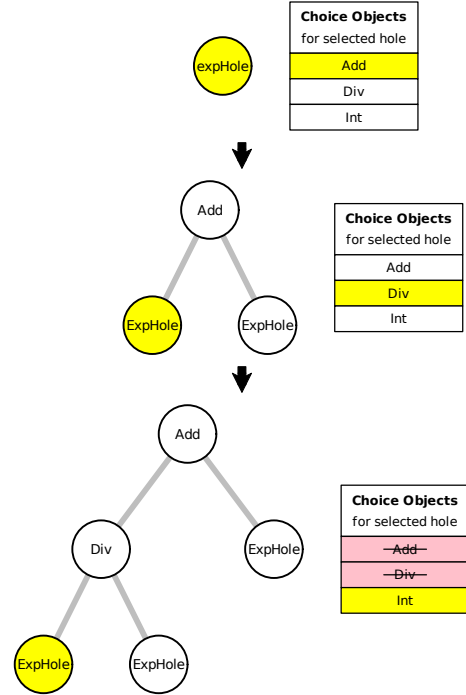 expHole
Choice Objects
for selected hole
Add
Div
Int
Add
ExpHole
ExpHole
Choice Objects
for selected hole
Add
Div
Int
Add
Div
ExpHole
ExpHole
ExpHole
Choice Objects
for selected hole
Add
Div
Int